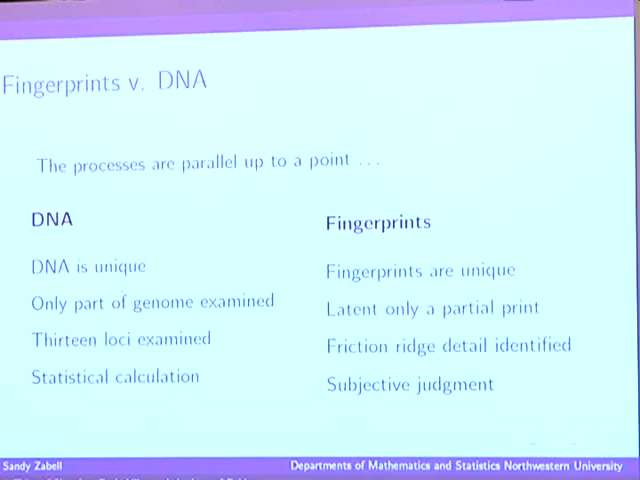 Fingerprints v. DNA
The processes are parallel up to a point ...
DNA
DNA is unique
Only part of genome examined
Thirteen loci examined
Statistical calculation
Fingerprints
Fingerprints are unique
Latent only a partial print
Friction ridge detail identified
Subjective judgment
Sandy Zabell
Departments of Mathematics and Statistics Northwestern University